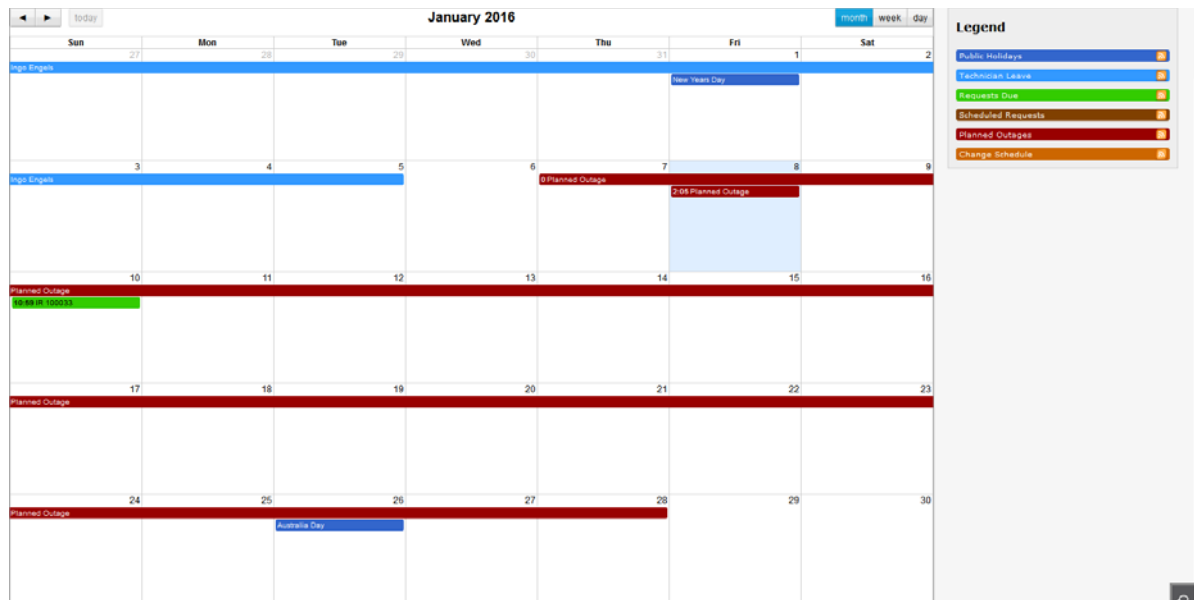 ◄ ► today January 2016 month week day
Sun Mon Tue Wed Thu Fri Sat
27 28 29 30 31 1 2
Ingo Engels
New Years Day
3 4 5 6 7 8 9
Ingo Engels 0 Planned Outage
2:05 Planned Outage
10 11 12 13 14 15 16
Planned Outage
10:59 IR 100033
17 18 19 20 21 22 23
Planned Outage
24 25 26 27 28 29 30
Planned Outage
Australia Day
Legend
Public Holidays
Technician Leave
Requests Due
Scheduled Requests
Planned Outages
Change Schedule